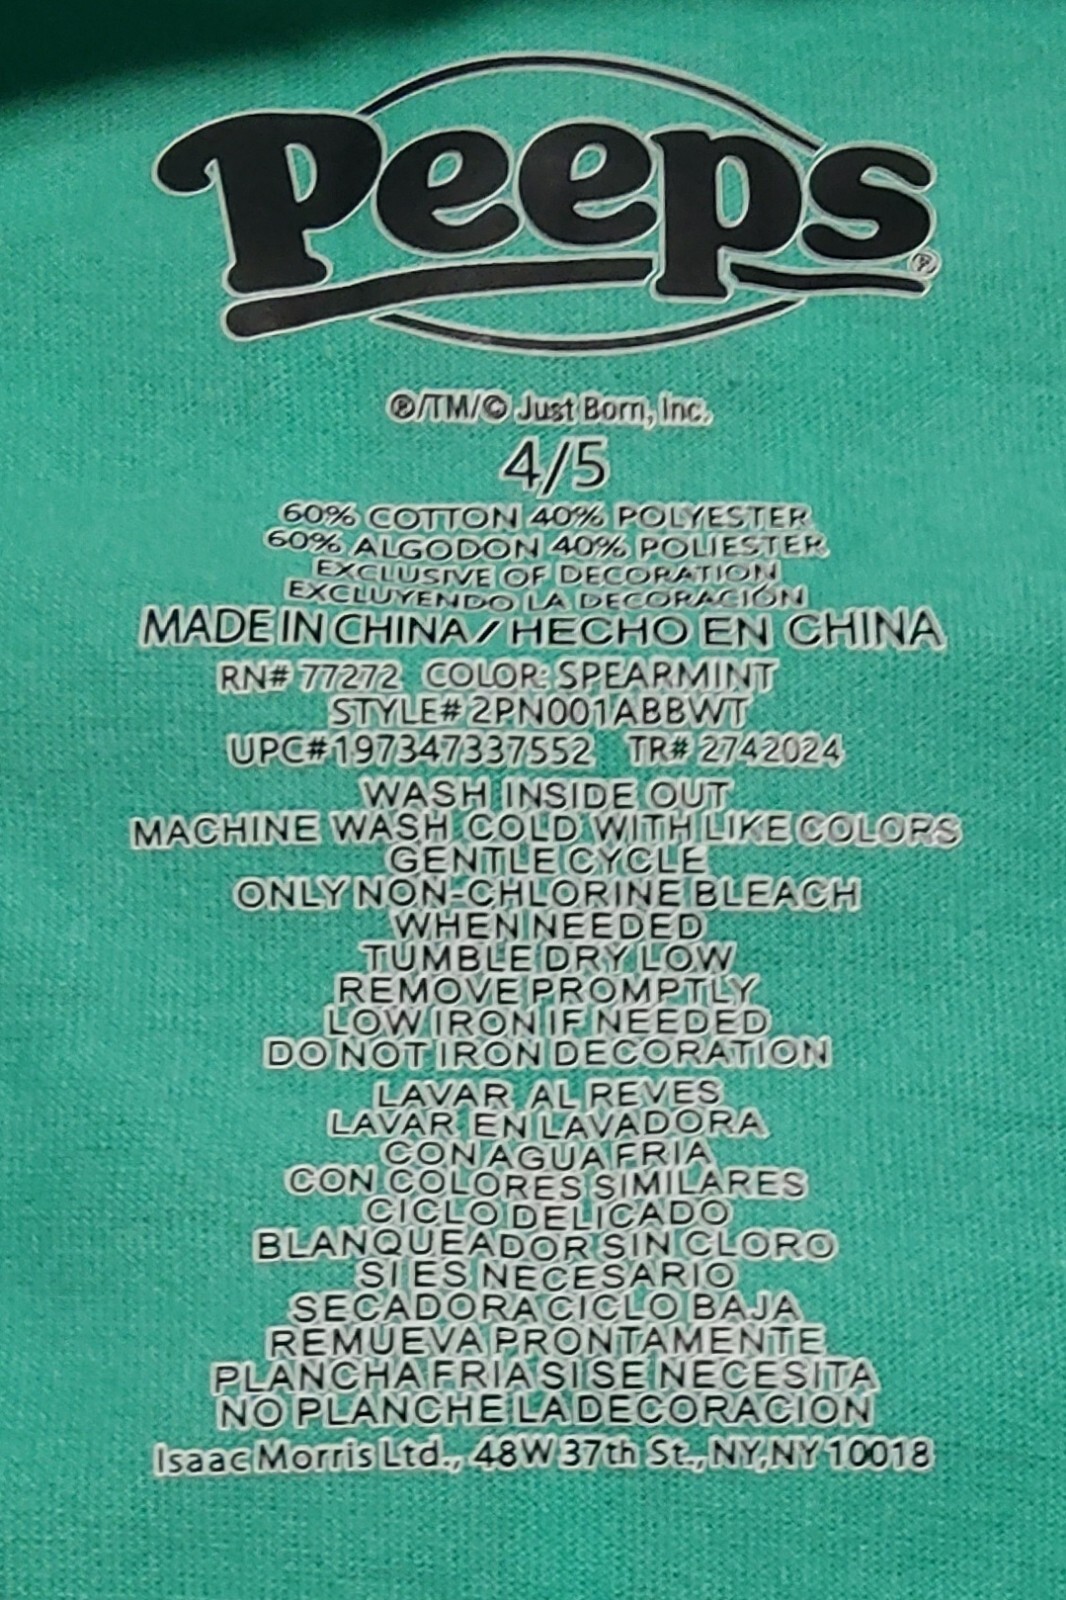 Peeps®
®/TM/© Just Born, Inc.
4/5
60% COTTON 40% POLYESTER
60% ALGODON 40% POLIESTER
EXCLUSIVE OF DECORATION
EXCLUYENDO LA DECORACIÓN
MADE IN CHINA / HECHO EN CHINA
RN# 77272 COLOR: SPEARMINT
STYLE# 2PN001ABBWT
UPC#197347337552 TR# 2742024
WASH INSIDE OUT
MACHINE WASH COLD WITH LIKE COLORS
GENTLE CYCLE
ONLY NON-CHLORINE BLEACH
WHEN NEEDED
TUMBLE DRY LOW
REMOVE PROMPTLY
LOW IRON IF NEEDED
DO NOT IRON DECORATION
LAVAR AL REVES
LAVAR EN LAVADORA
CON AGUA FRIA
CON COLORES SIMILARES
CICLO DELICADO
BLANQUEADOR SIN CLORO
SI ES NECESARIO
SECADORA CICLO BAJA
REMUEVA PRONTAMENTE
PLANCHA FRIA SI SE NECESITA
NO PLANCHE LA DECORACION
Isaac Morris Ltd., 48W 37th St., NY, NY 10018